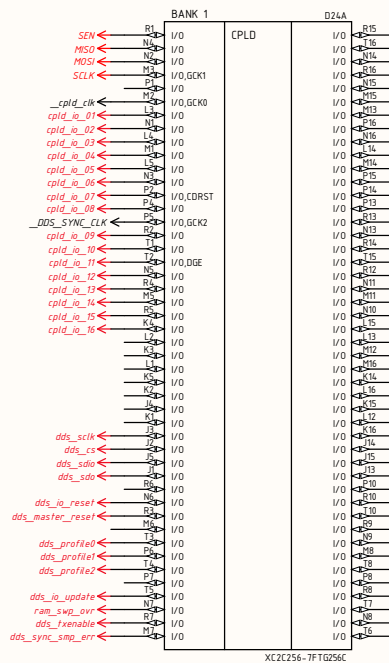 BANK 1 D24A
CPLD
SEN R1 I/O I/O R15
MISO N4 I/O I/O T16
MOSI N2 I/O I/O N14
SCLK M3 I/O,GCK1 I/O R16
P1 I/O I/O N15
__cpld_clk M2 I/O,GCK0 I/O M15
cpld_io_01 L3 I/O I/O M13
cpld_io_02 N1 I/O I/O P16
cpld_io_03 L4 I/O I/O N16
cpld_io_04 M1 I/O I/O L14
cpld_io_05 L5 I/O I/O M14
cpld_io_06 N3 I/O I/O P15
cpld_io_07 P2 I/O,CDRST I/O P14
cpld_io_08 P4 I/O I/O P13
__DDS_SYNC_CLK P5 I/O,GCK2 I/O R13
cpld_io_09 R2 I/O I/O N13
cpld_io_10 T1 I/O I/O R14
cpld_io_11 T2 I/O,DGE I/O T15
cpld_io_12 N5 I/O I/O R12
cpld_io_13 R4 I/O I/O N11
cpld_io_14 M5 I/O I/O M11
cpld_io_15 R5 I/O I/O N10
cpld_io_16 K4 I/O I/O L15
L2 I/O I/O L13
K3 I/O I/O M12
L1 I/O I/O M16
K5 I/O I/O K14
K2 I/O I/O L16
J4 I/O I/O K15
K1 I/O I/O L12
dds_sclk J3 I/O I/O K16
dds_cs J2 I/O I/O J14
dds_sdio J5 I/O I/O J15
dds_sdo J1 I/O I/O J13
R6 I/O I/O P10
dds_io_reset N6 I/O I/O R10
dds_master_reset R3 I/O I/O T10
M6 I/O I/O R9
dds_profile0 T3 I/O I/O N9
dds_profile1 P6 I/O I/O M8
dds_profile2 T4 I/O I/O T8
P7 I/O I/O P8
dds_io_update T5 I/O I/O R8
ram_swp_ovr N7 I/O I/O T7
dds_txenable R7 I/O I/O N8
dds_sync_smp_err M7 I/O I/O T6
XC2C256-7FTG256C